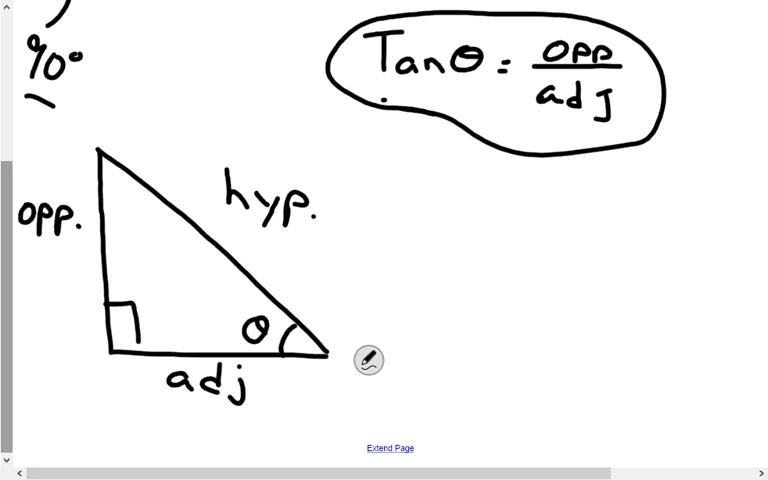 90°
Tanθ = opp
adj
opp.
hyp.
θ
adj
Extend Page